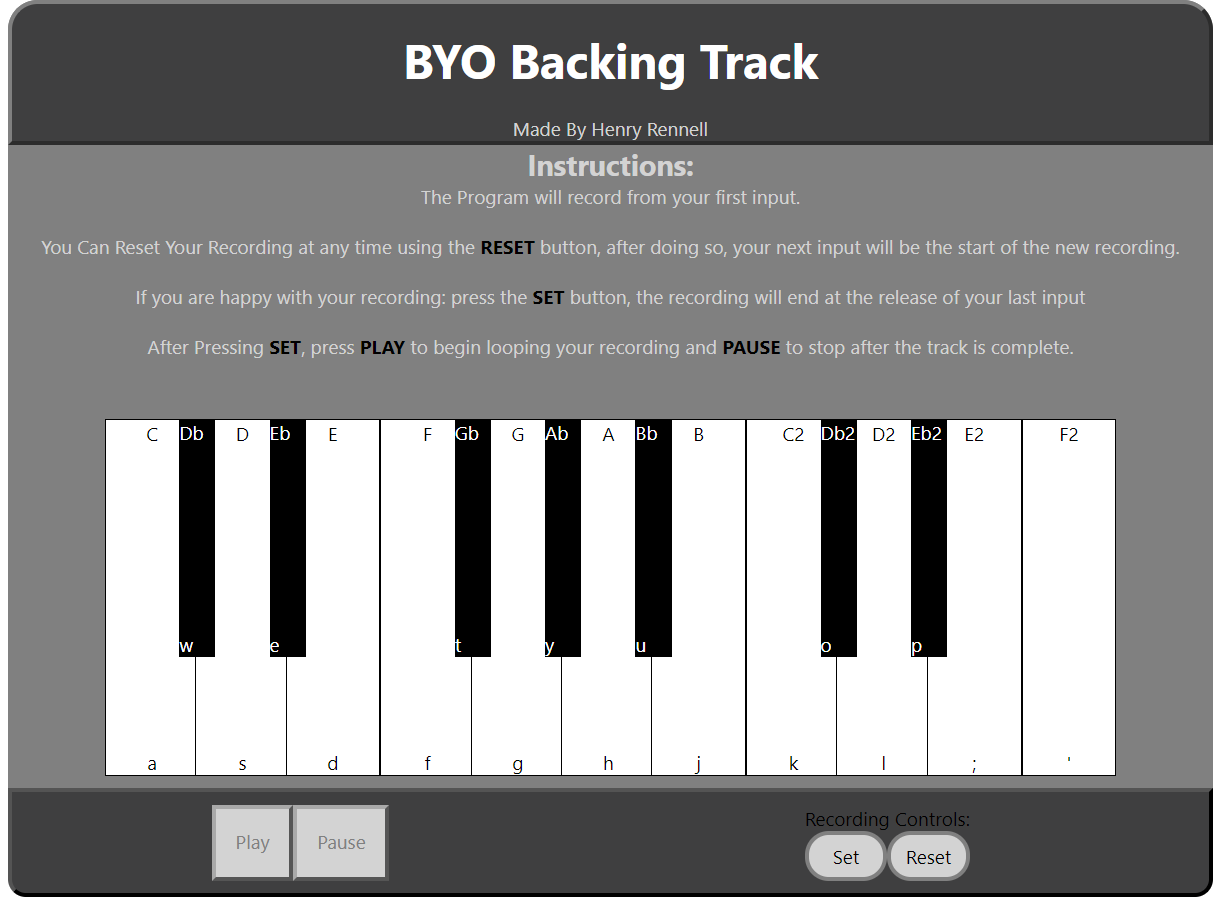 BYO Backing Track
Made By Henry Rennell
Instructions:
The Program will record from your first input.
You Can Reset Your Recording at any time using the RESET button, after doing so, your next input will be the start of the new recording.
If you are happy with your recording: press the SET button, the recording will end at the release of your last input
After Pressing SET, press PLAY to begin looping your recording and PAUSE to stop after the track is complete.
C Db D Eb E F Gb G Ab A Bb B C2 Db2 D2 Eb2 E2 F2
w e t y u o p
a s d f g h j k l ; '
Recording Controls:
Play Pause Set Reset